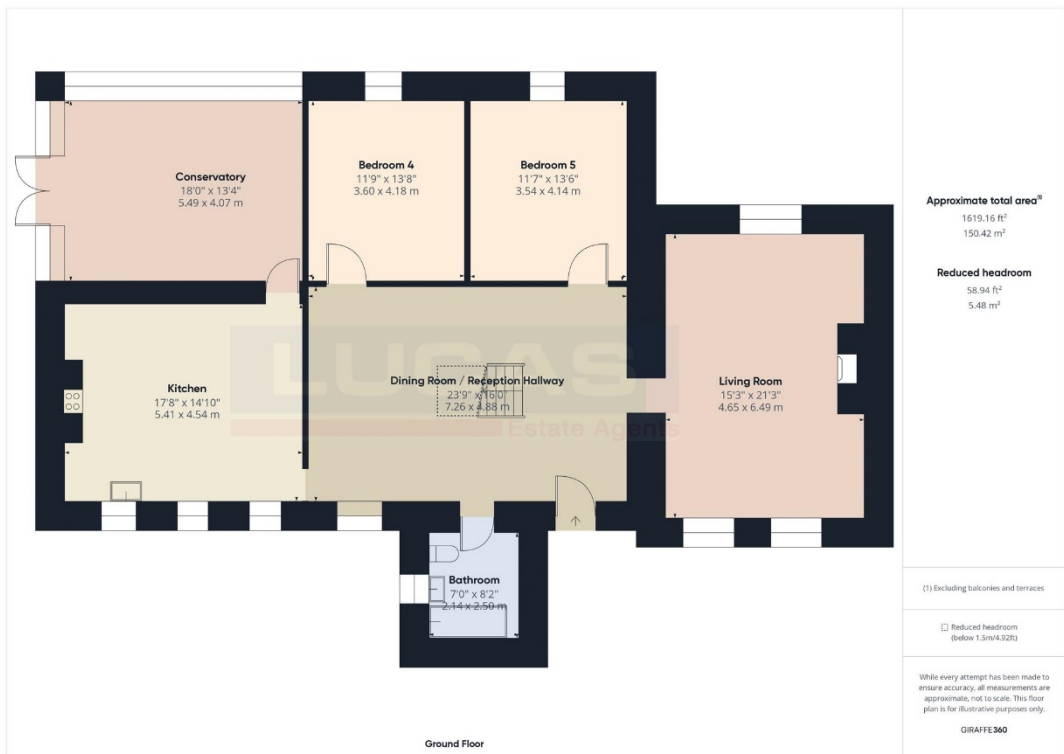 Conservatory
18'0" x 13'4"
5.49 x 4.07 m
Bedroom 4
11'9" x 13'8"
3.60 x 4.18 m
Bedroom 5
11'7" x 13'6"
3.54 x 4.14 m
Kitchen
17'8" x 14'10"
5.41 x 4.54 m
LUCAS
Estate Agents
Dining Room / Reception Hallway
23'9" x 16'0"
7.26 x 4.88 m
Living Room
15'3" x 21'3"
4.65 x 6.49 m
Bathroom
7'0" x 8'2"
2.14 x 2.50 m
Ground Floor
Approximate total area⁽¹⁾
1619.16 ft²
150.42 m²
Reduced headroom
58.94 ft²
5.48 m²
(1) Excluding balconies and terraces
Reduced headroom
(below 1.5m/4.92ft)
While every attempt has been made to
ensure accuracy, all measurements are
approximate, not to scale. This floor
plan is for illustrative purposes only.
GIRAFFE360